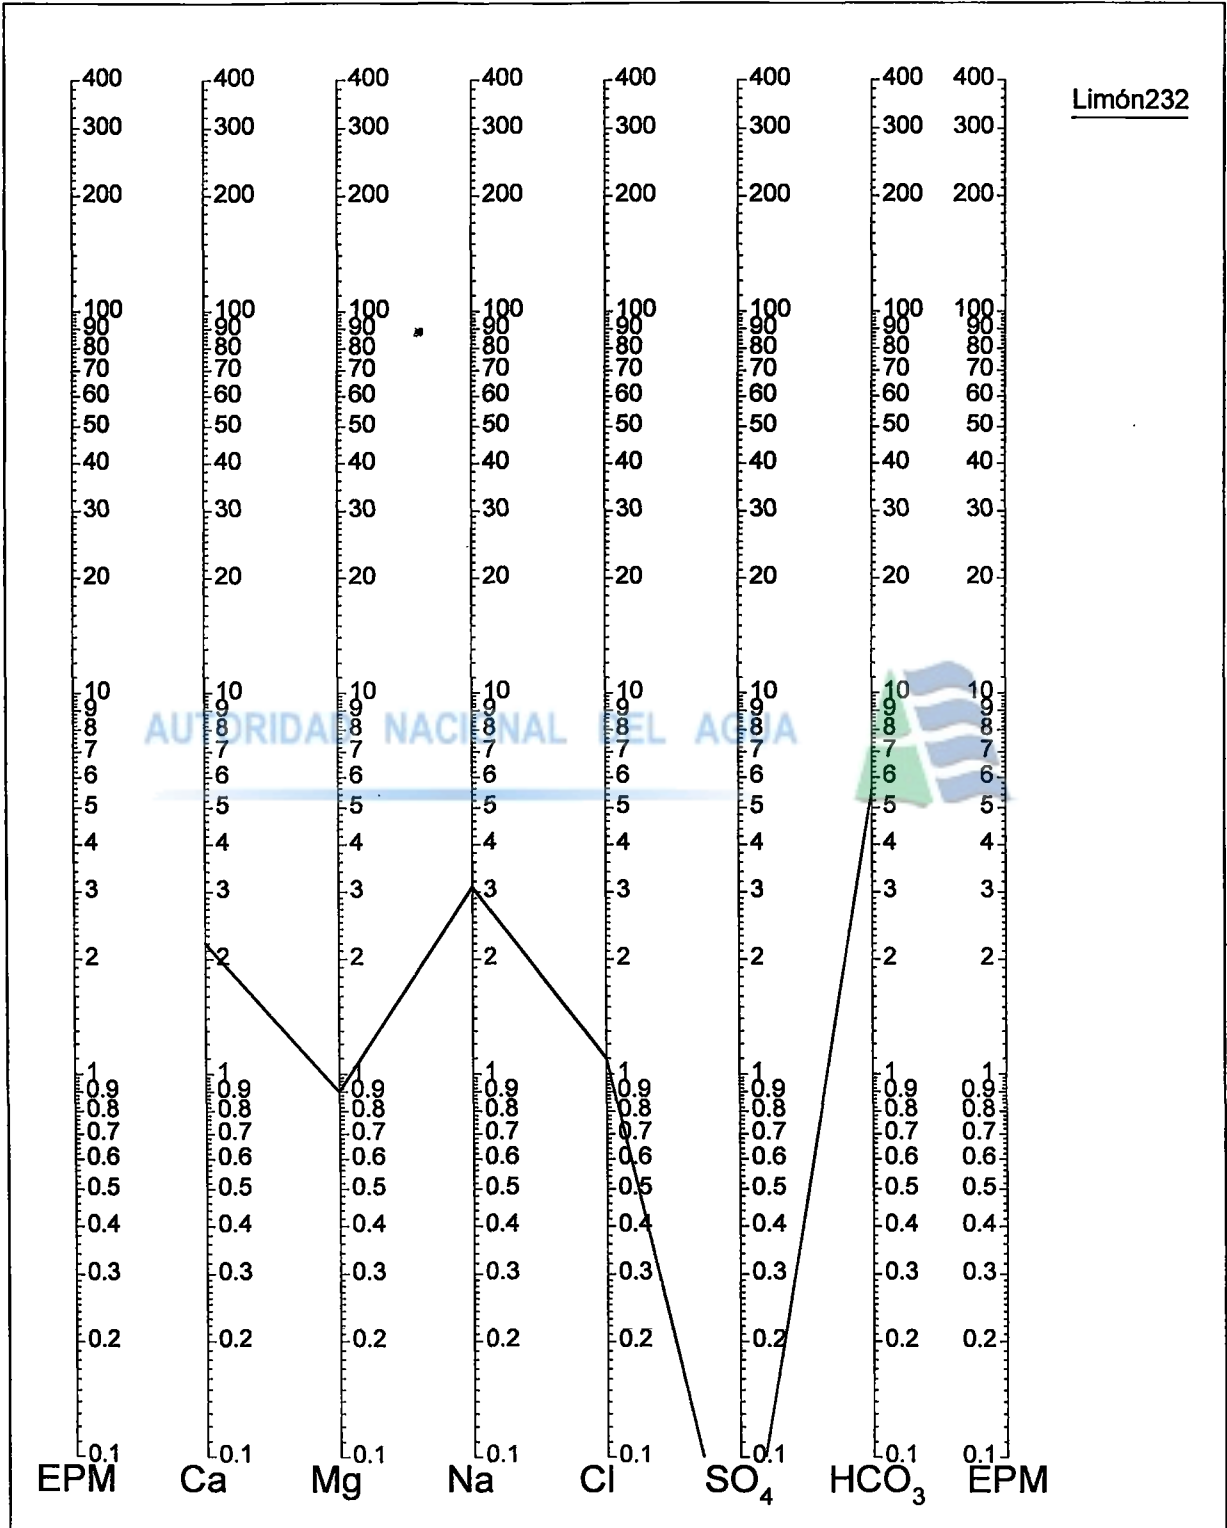 Limón232
400 400 400 400 400 400 400 400
300 300 300 300 300 300 300 300
200 200 200 200 200 200 200 200
100 100 100 100 100 100 100 100
90 90 90 90 90 90 90 90
80 80 80 80 80 80 80 80
70 70 70 70 70 70 70 70
60 60 60 60 60 60 60 60
50 50 50 50 50 50 50 50
40 40 40 40 40 40 40 40
30 30 30 30 30 30 30 30
20 20 20 20 20 20 20 20
10 10 10 10 10 10 10 10
9 9 9 9 9 9 9 9
AUTORIDAD NACIONAL DEL AGUA
8 8 8 8 8 8 8 8
7 7 7 7 7 7 7 7
6 6 6 6 6 6 6 6
5 5 5 5 5 5 5 5
4 4 4 4 4 4 4 4
3 3 3 3 3 3 3 3
2 2 2 2 2 2 2 2
1 1 1 1 1 1 1 1
0.9 0.9 0.9 0.9 0.9 0.9 0.9 0.9
0.8 0.8 0.8 0.8 0.8 0.8 0.8 0.8
0.7 0.7 0.7 0.7 0.7 0.7 0.7 0.7
0.6 0.6 0.6 0.6 0.6 0.6 0.6 0.6
0.5 0.5 0.5 0.5 0.5 0.5 0.5 0.5
0.4 0.4 0.4 0.4 0.4 0.4 0.4 0.4
0.3 0.3 0.3 0.3 0.3 0.3 0.3 0.3
0.2 0.2 0.2 0.2 0.2 0.2 0.2 0.2
0.1 0.1 0.1 0.1 0.1 0.1 0.1 0.1
EPM Ca Mg Na Cl SO4 HCO3 EPM